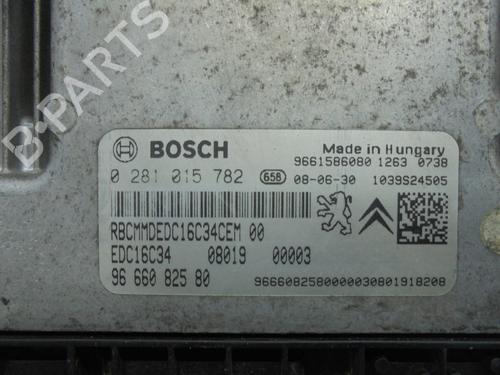 B-PARTS
BOSCH
Made in Hungary
9661586080 1263 0738
0 281 015 782 658 08-06-30 1039S24505
RBCMMDEDC16C34CEM 00
EDC16C34 08019 00003
96 660 825 80 96660825800000030801918208